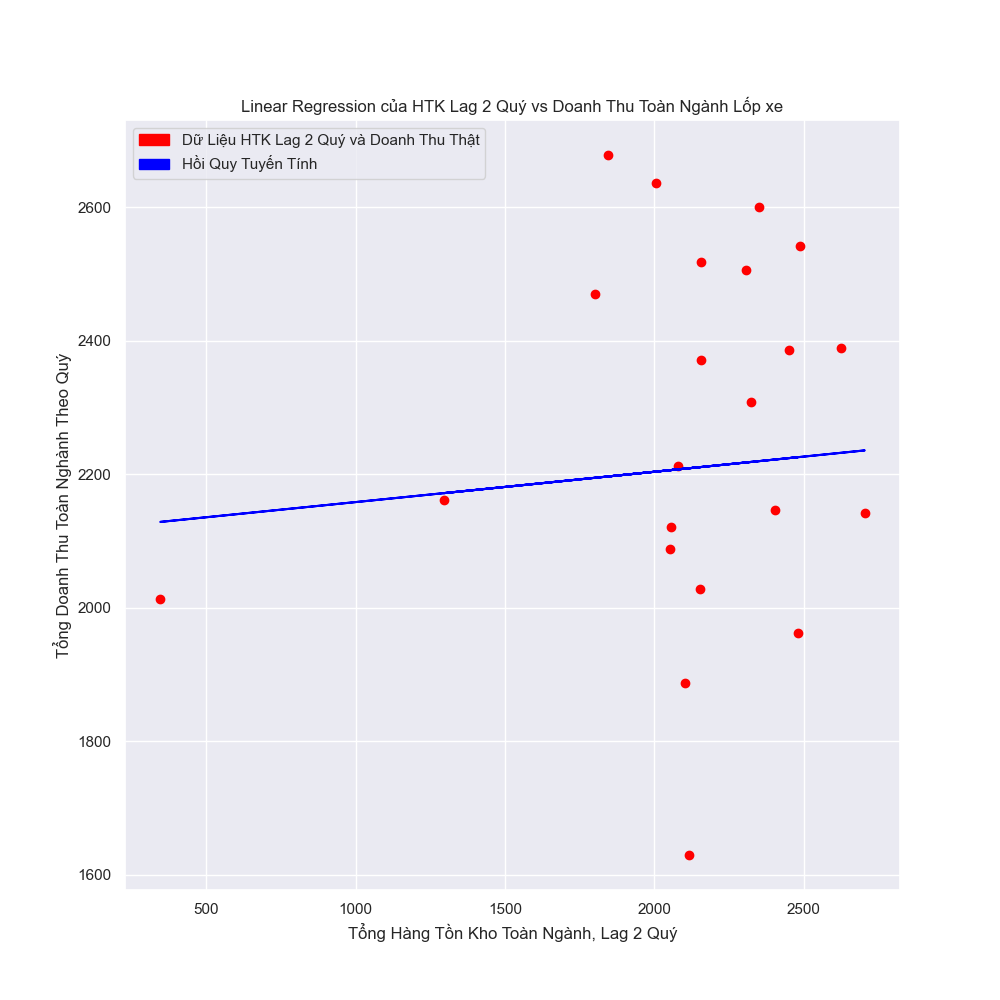 Linear Regression của HTK Lag 2 Quý vs Doanh Thu Toàn Ngành Lốp xe
Dữ Liệu HTK Lag 2 Quý và Doanh Thu Thật
Hồi Quy Tuyến Tính
Tổng Doanh Thu Toàn Nghành Theo Quý
2600
2400
2200
2000
1800
1600
500 1000 1500 2000 2500
Tổng Hàng Tồn Kho Toàn Ngành, Lag 2 Quý